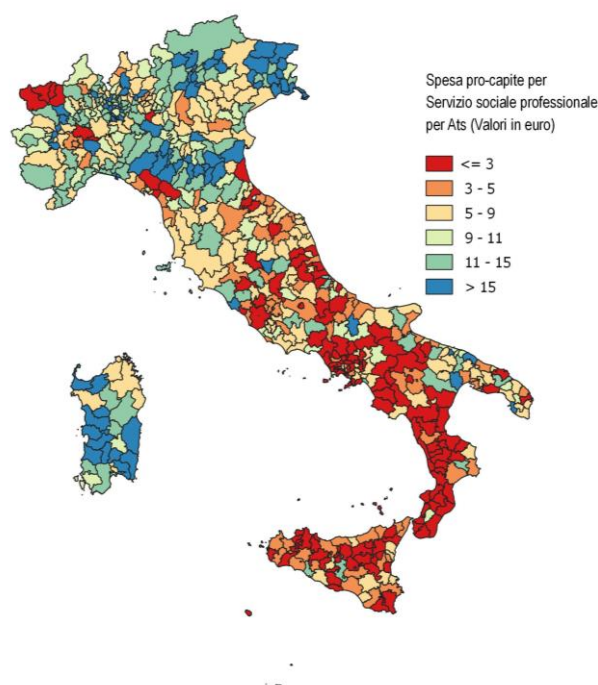 Spesa pro-capite per
Servizio sociale professionale
per Ats (Valori in euro)
<= 3
3 - 5
5 - 9
9 - 11
11 - 15
> 15